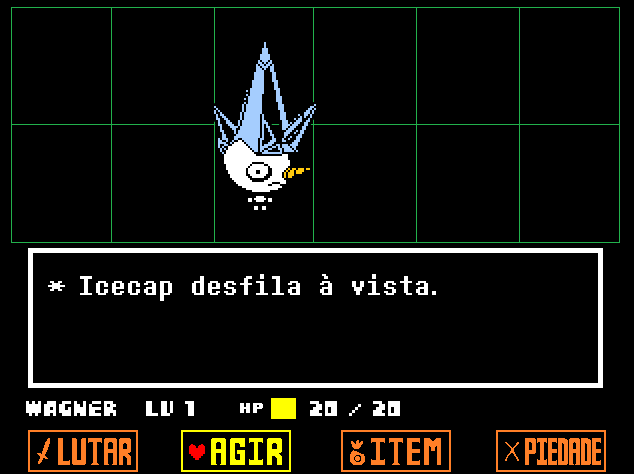 * Icecap desfila à vista.
WAGNER LV 1 HP 20 / 20
LUTAR AGIR ITEM PIEDADE